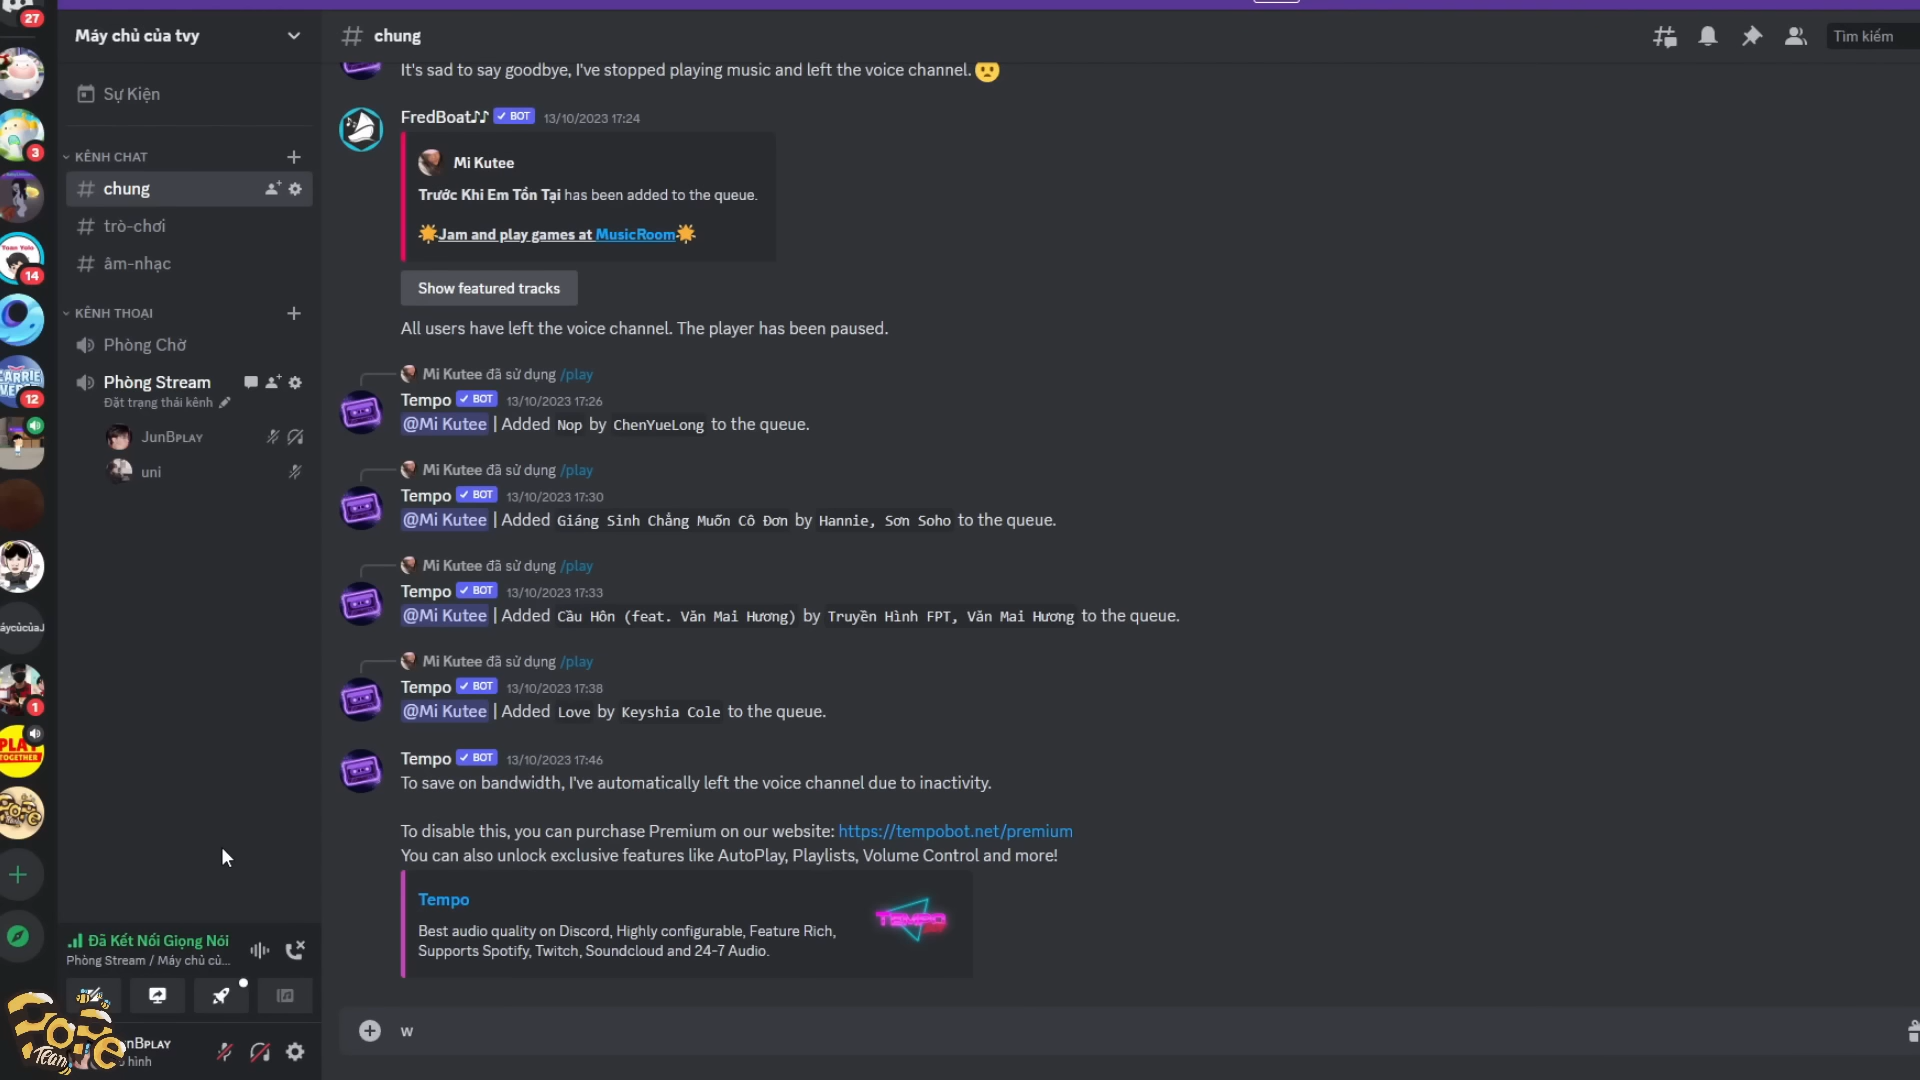 27
Máy chủ của tvy
Sự Kiện
KÊNH CHAT
chung
trò-chơi
âm-nhạc
KÊNH THOẠI
Phòng Chờ
Phòng Stream
Đặt trạng thái kênh
JunBPLAY
uni
3
Toan Yolo
14
12
áycủcủaJ
1
PLAY
TOGETHER
Đã Kết Nối Giọng Nói
Phòng Stream / Máy chủ củ...
nBPLAY
hình
Team
# chung
Tìm kiếm
It's sad to say goodbye, I've stopped playing music and left the voice channel.
FredBoat♪♪ ✓ BOT 13/10/2023 17:24
Mi Kutee
Trước Khi Em Tồn Tại has been added to the queue.
Jam and play games at MusicRoom
Show featured tracks
All users have left the voice channel. The player has been paused.
Mi Kutee đã sử dụng /play
Tempo ✓ BOT 13/10/2023 17:26
@Mi Kutee | Added Nop by ChenYueLong to the queue.
Mi Kutee đã sử dụng /play
Tempo ✓ BOT 13/10/2023 17:30
@Mi Kutee | Added Giáng Sinh Chẳng Muốn Cô Đơn by Hannie, Sơn Soho to the queue.
Mi Kutee đã sử dụng /play
Tempo ✓ BOT 13/10/2023 17:33
@Mi Kutee | Added Cầu Hôn (feat. Văn Mai Hương) by Truyền Hình FPT, Văn Mai Hương to the queue.
Mi Kutee đã sử dụng /play
Tempo ✓ BOT 13/10/2023 17:38
@Mi Kutee | Added Love by Keyshia Cole to the queue.
Tempo ✓ BOT 13/10/2023 17:46
To save on bandwidth, I've automatically left the voice channel due to inactivity.
To disable this, you can purchase Premium on our website: https://tempobot.net/premium
You can also unlock exclusive features like AutoPlay, Playlists, Volume Control and more!
Tempo
Best audio quality on Discord, Highly configurable, Feature Rich,
Supports Spotify, Twitch, Soundcloud and 24-7 Audio.
w